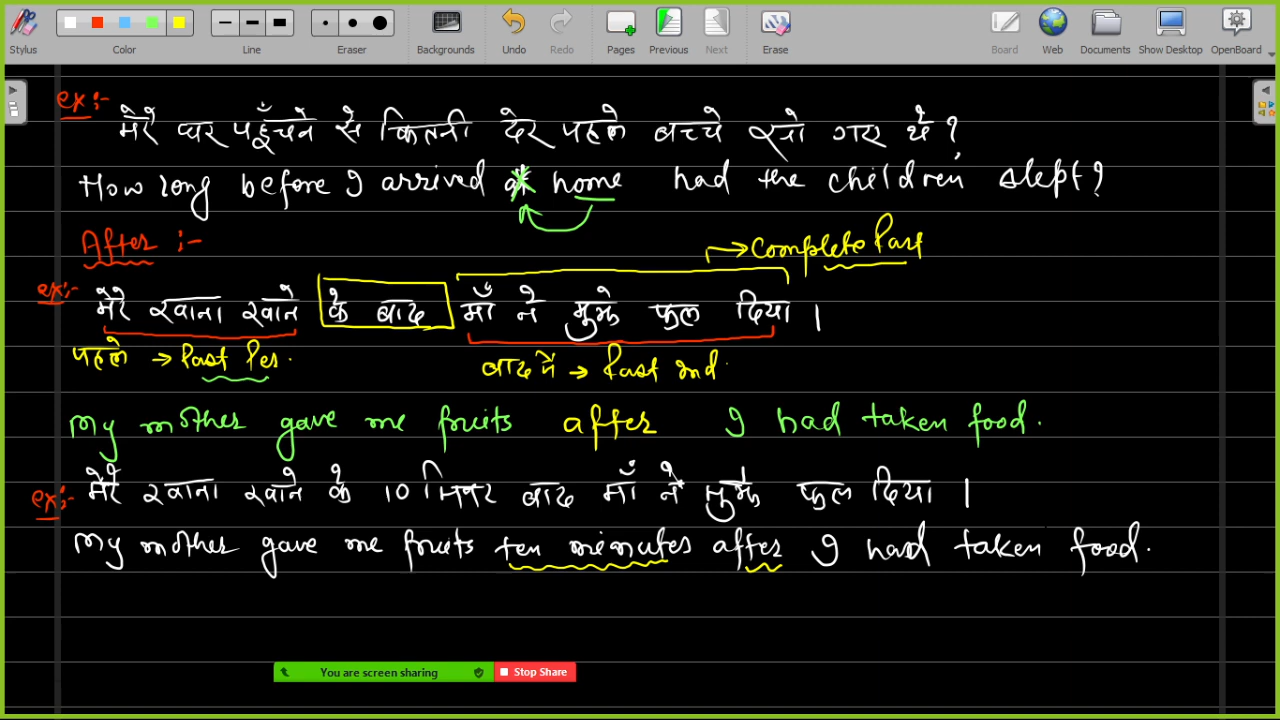 Stylus Color Line Eraser Backgrounds Undo Redo Pages Previous Next Erase Board Web Documents Show Desktop OpenBoard
ex:-
मेरे घर पहुँचने से कितनी देर पहले बच्चे सो गए थे?
How long before I arrived at home had the children slept?
After :-
→ Complete Part
ex:- मेरे खाना खाने के बाद माँ ने मुझे फल दिया।
पहले → Past Per. बाद में → Past Ind.
My mother gave me fruits after I had taken food.
ex:- मेरे खाना खाने के 10 मिनट बाद माँ ने मुझे फल दिया।
My mother gave me fruits ten minutes after I had taken food.
You are screen sharing Stop Share